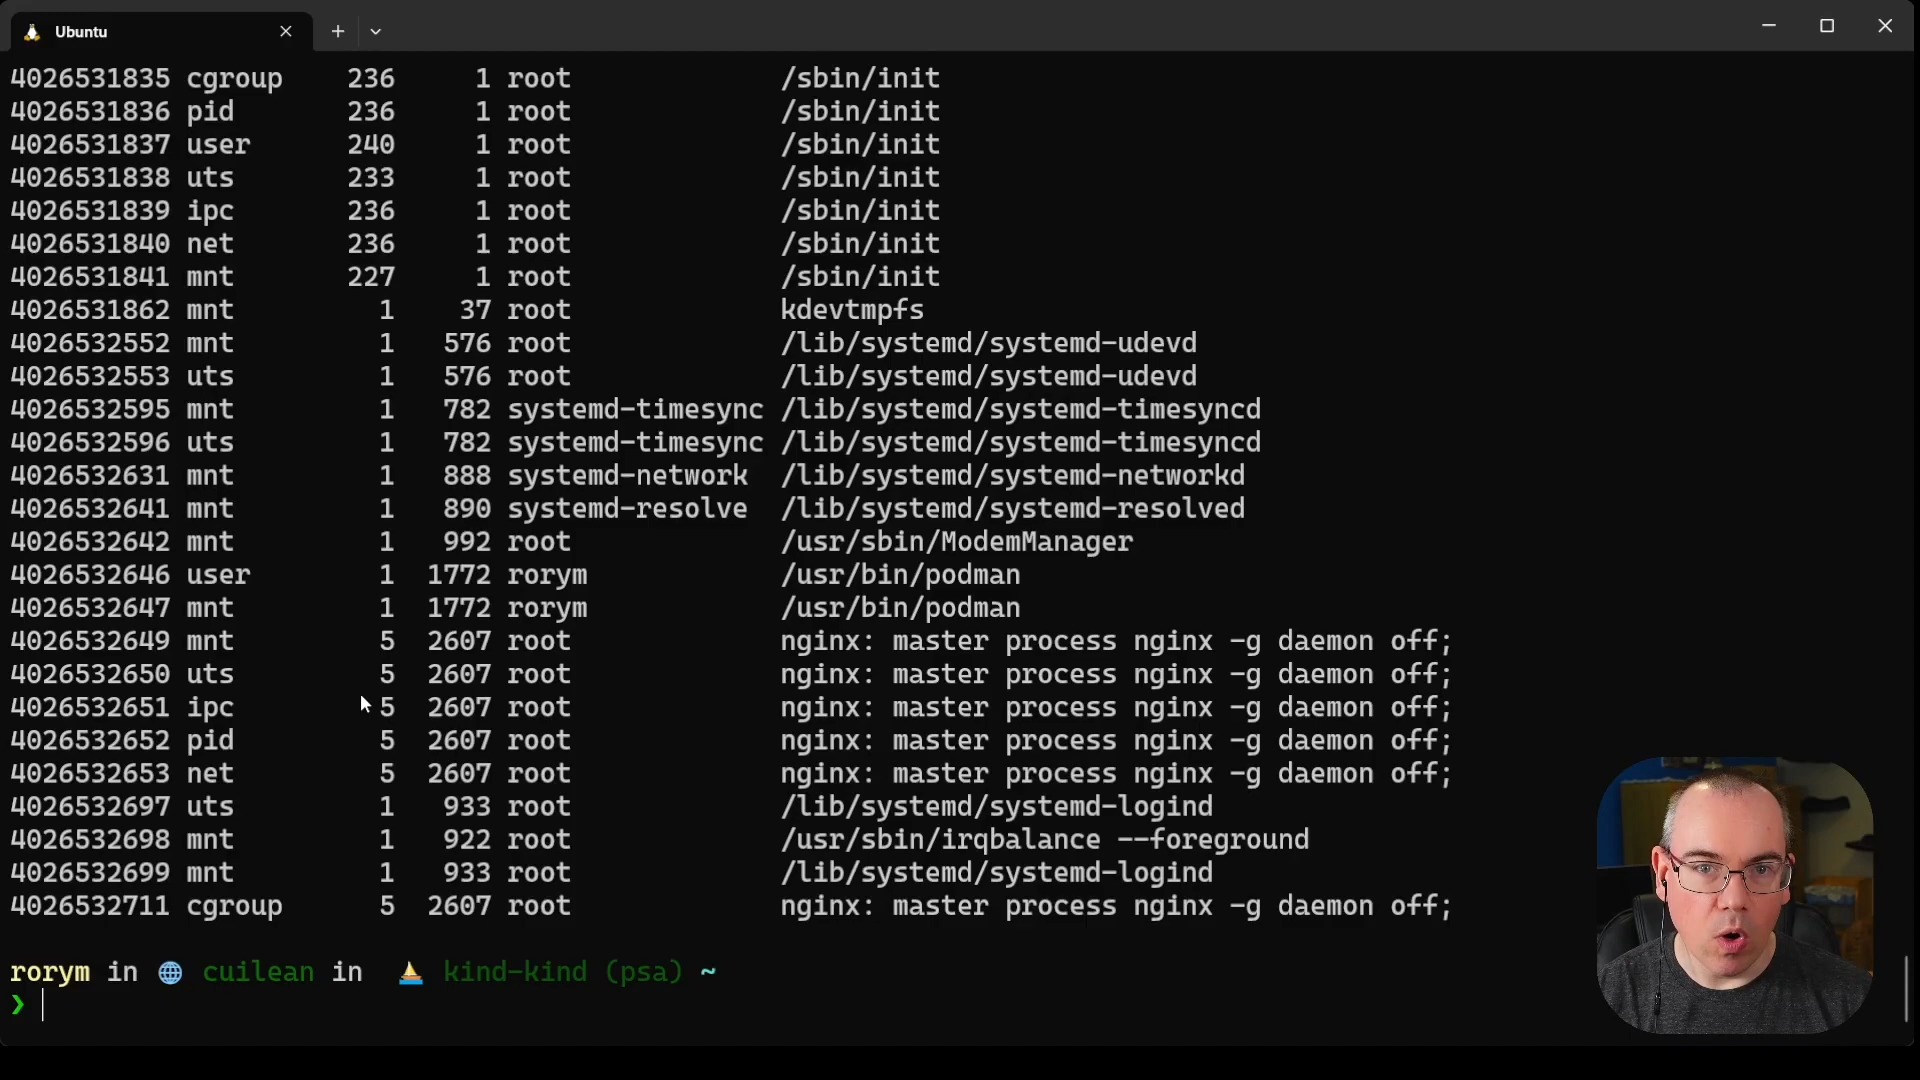 Ubuntu
4026531835 cgroup 236 1 root /sbin/init
4026531836 pid 236 1 root /sbin/init
4026531837 user 240 1 root /sbin/init
4026531838 uts 233 1 root /sbin/init
4026531839 ipc 236 1 root /sbin/init
4026531840 net 236 1 root /sbin/init
4026531841 mnt 227 1 root /sbin/init
4026531862 mnt 1 37 root kdevtmpfs
4026532552 mnt 1 576 root /lib/systemd/systemd-udevd
4026532553 uts 1 576 root /lib/systemd/systemd-udevd
4026532595 mnt 1 782 systemd-timesync /lib/systemd/systemd-timesyncd
4026532596 uts 1 782 systemd-timesync /lib/systemd/systemd-timesyncd
4026532631 mnt 1 888 systemd-network /lib/systemd/systemd-networkd
4026532641 mnt 1 890 systemd-resolve /lib/systemd/systemd-resolved
4026532642 mnt 1 992 root /usr/sbin/ModemManager
4026532646 user 1 1772 rorym /usr/bin/podman
4026532647 mnt 1 1772 rorym /usr/bin/podman
4026532649 mnt 5 2607 root nginx: master process nginx -g daemon off;
4026532650 uts 5 2607 root nginx: master process nginx -g daemon off;
4026532651 ipc 5 2607 root nginx: master process nginx -g daemon off;
4026532652 pid 5 2607 root nginx: master process nginx -g daemon off;
4026532653 net 5 2607 root nginx: master process nginx -g daemon off;
4026532697 uts 1 933 root /lib/systemd/systemd-logind
4026532698 mnt 1 922 root /usr/sbin/irqbalance --foreground
4026532699 mnt 1 933 root /lib/systemd/systemd-logind
4026532711 cgroup 5 2607 root nginx: master process nginx -g daemon off;
rorym in 🌐 cuilean in ⛵ kind-kind (psa) ~
❯